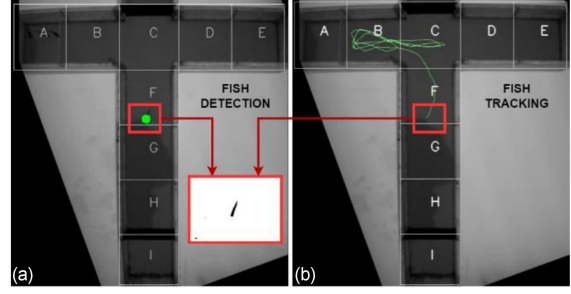 A B C D E
F
FISH
DETECTION
G
H
I
(a)
A B C D E
F
FISH
TRACKING
G
H
I
(b)